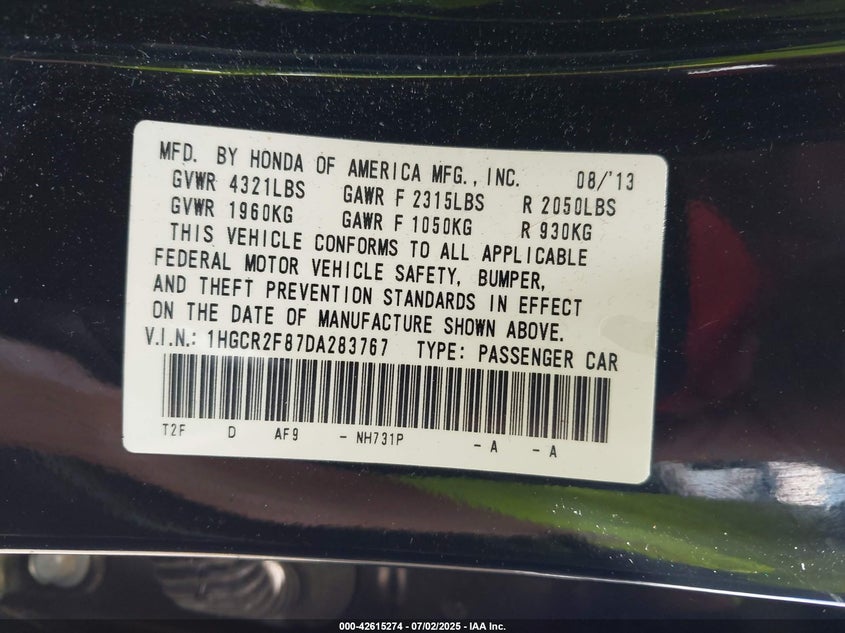 MFD. BY HONDA OF AMERICA MFG., INC. 08/'13
GVWR 4321LBS GAWR F 2315LBS R 2050LBS
GVWR 1960KG GAWR F 1050KG R 930KG
THIS VEHICLE CONFORMS TO ALL APPLICABLE
FEDERAL MOTOR VEHICLE SAFETY, BUMPER,
AND THEFT PREVENTION STANDARDS IN EFFECT
ON THE DATE OF MANUFACTURE SHOWN ABOVE.
V.I.N.: 1HGCR2F87DA283767 TYPE: PASSENGER CAR
T2F D AF9 - NH731P - A - A
000-42615274 - 07/02/2025 - IAA Inc.